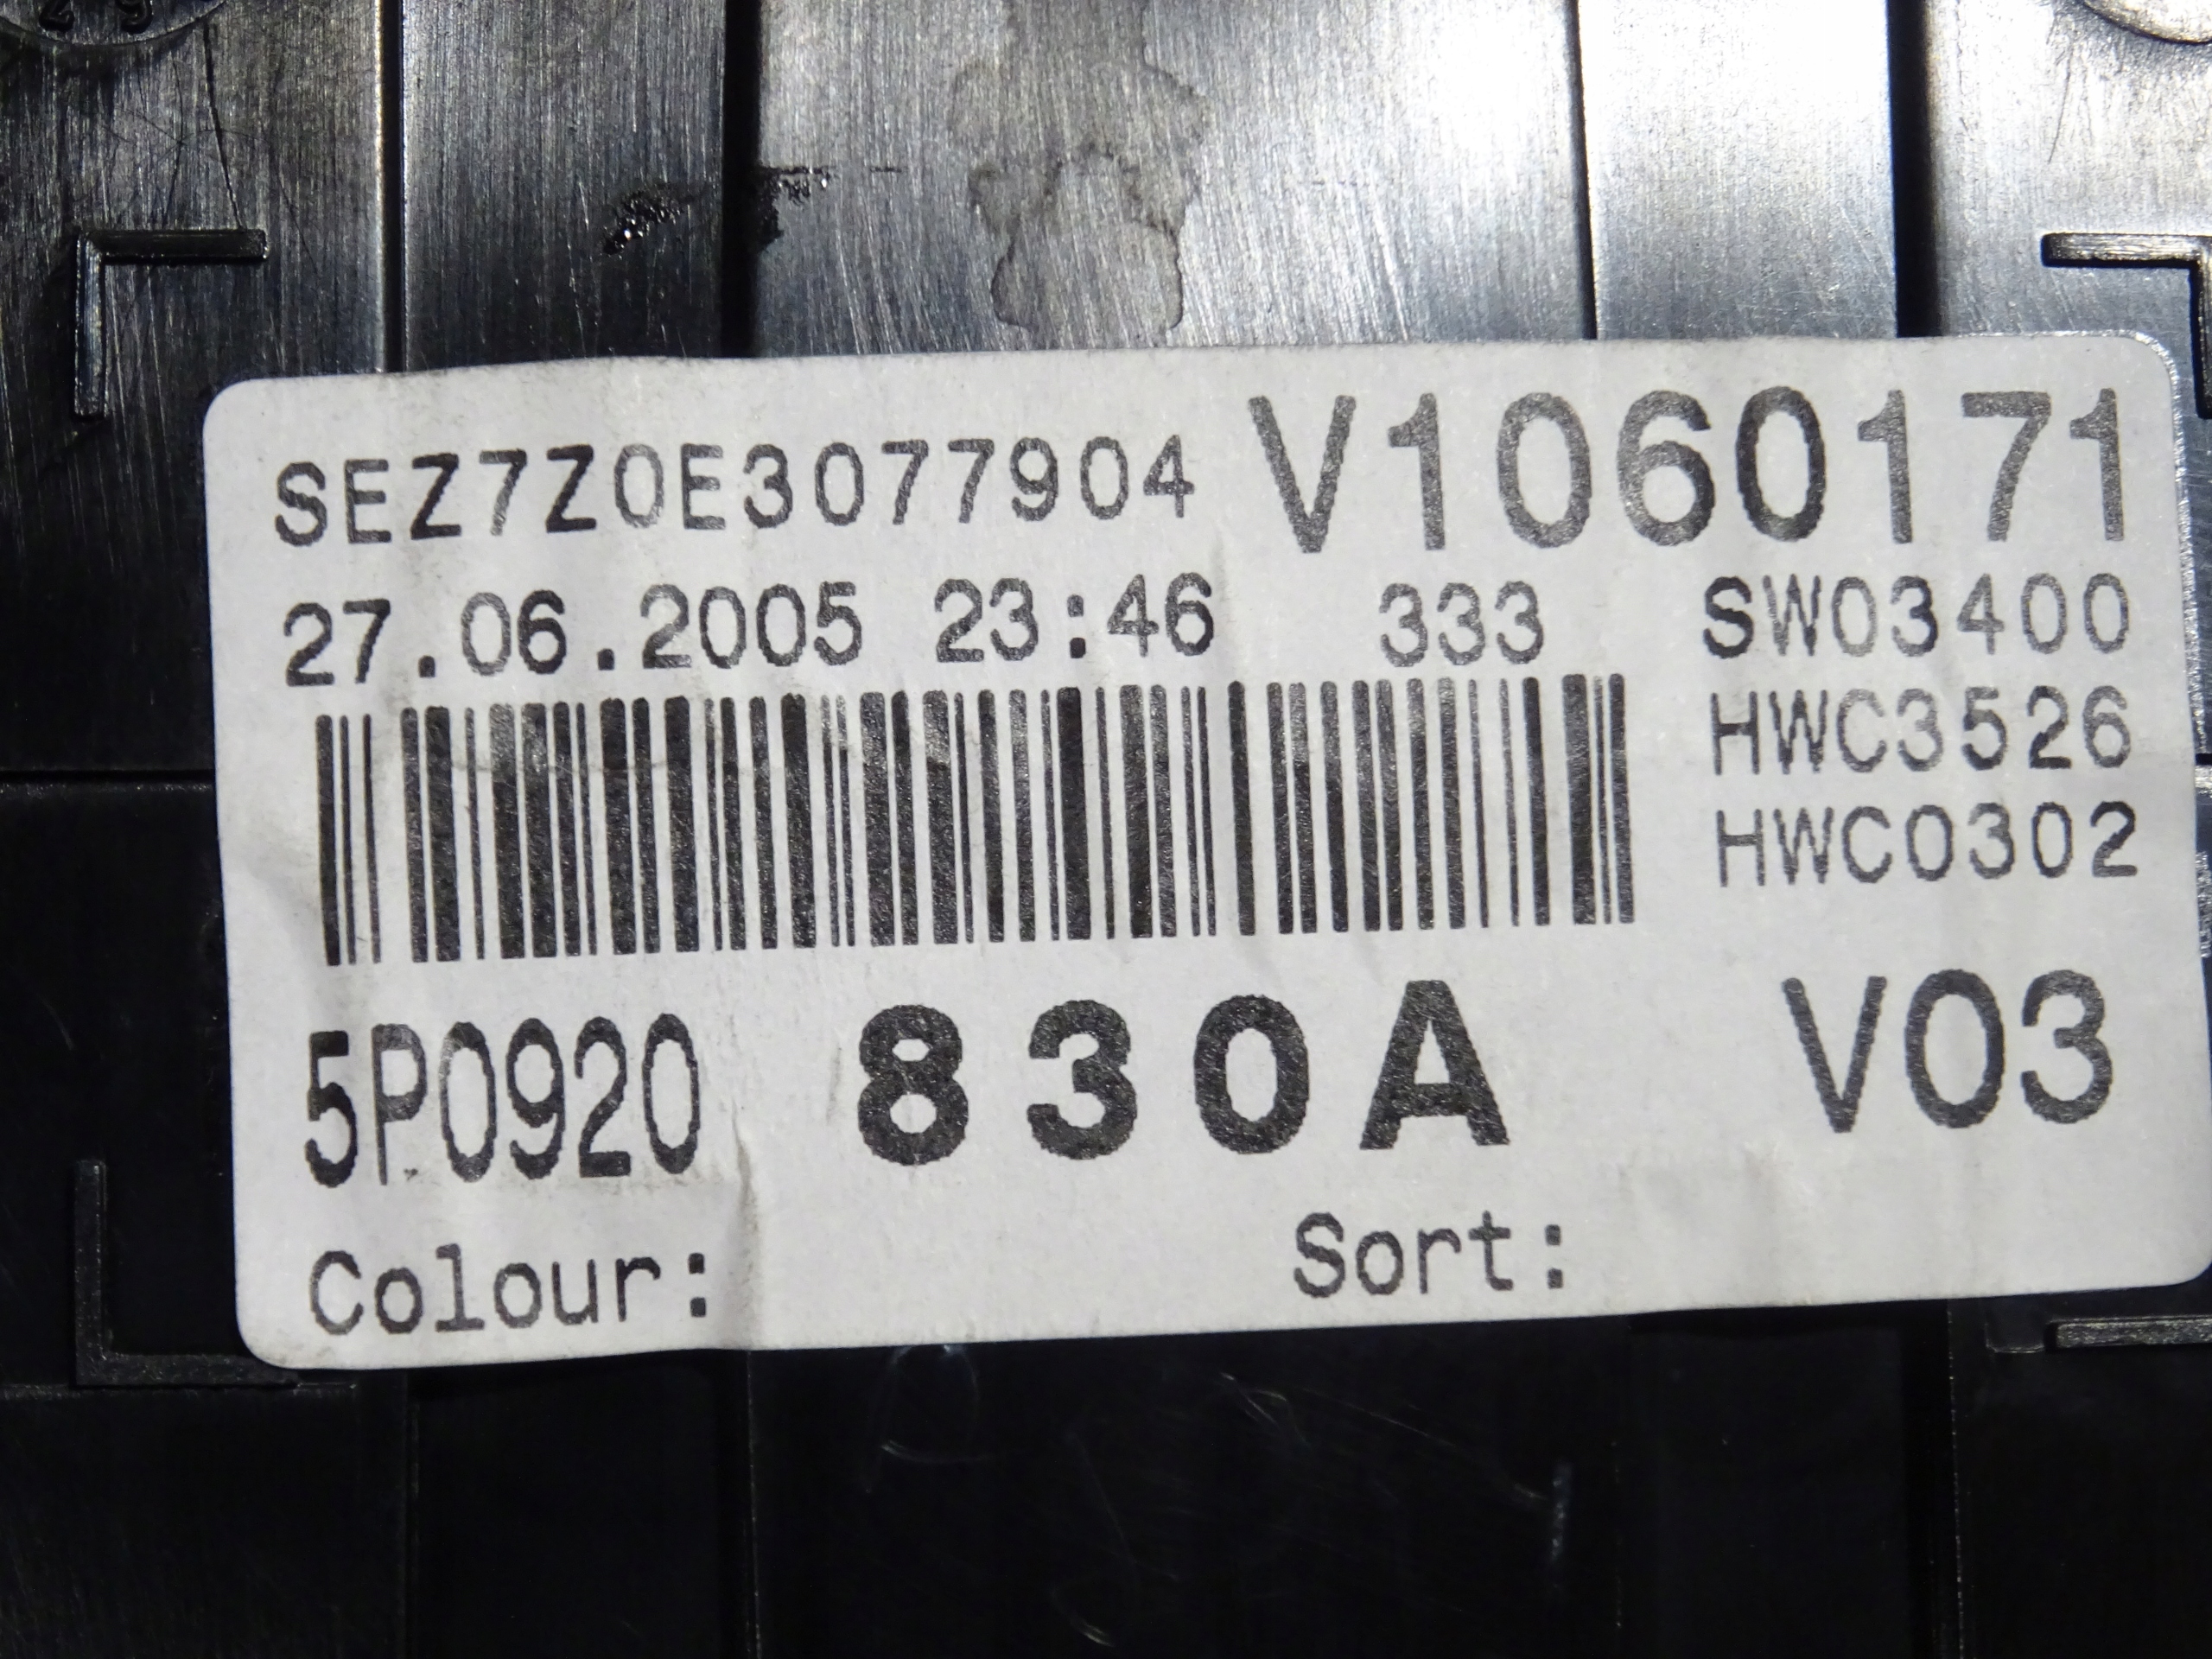 SEZ7Z0E3077904 V1060171
27.06.2005 23:46 333 SW03400
HWC3526
HWC0302
5P0920 830A V03
Colour: Sort: